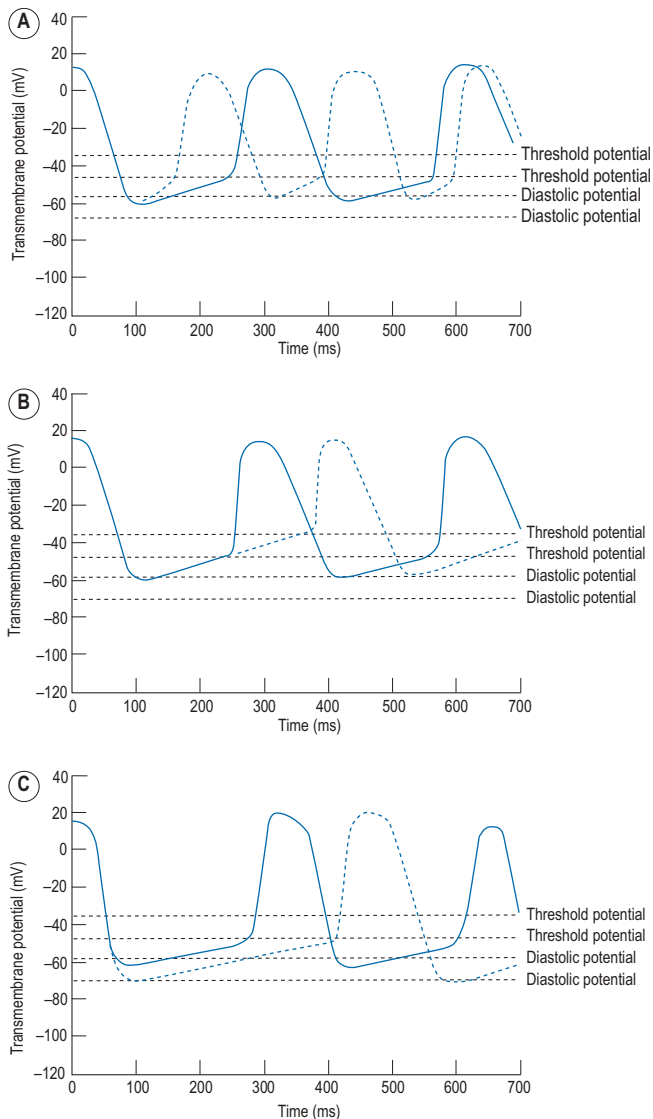 A
Transmembrane potential (mV)
40
20
0
–20
–40
–60
–80
–100
–120
Threshold potential
Threshold potential
Diastolic potential
Diastolic potential
0 100 200 300 400 500 600 700
Time (ms)
B
Transmembrane potential (mV)
40
20
0
–20
–40
–60
–80
–100
–120
Threshold potential
Threshold potential
Diastolic potential
Diastolic potential
0 100 200 300 400 500 600 700
Time (ms)
C
Transmembrane potential (mV)
40
20
0
–20
–40
–60
–80
–100
–120
Threshold potential
Threshold potential
Diastolic potential
Diastolic potential
0 100 200 300 400 500 600 700
Time (ms)